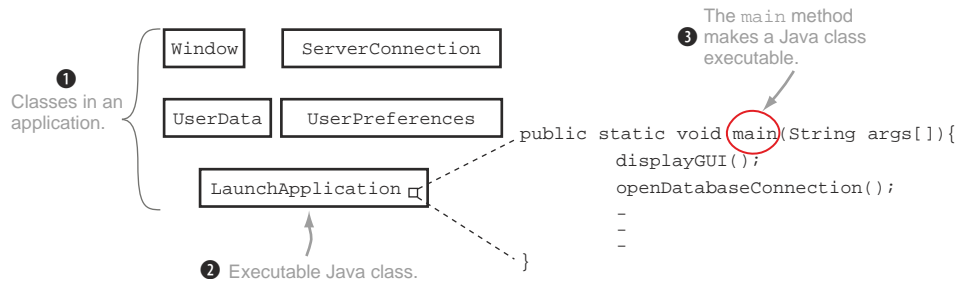 ❶
Classes in an
application.
Window
ServerConnection
UserData
UserPreferences
LaunchApplication
❷ Executable Java class.
The main method
❸ makes a Java class
executable.
public static void main(String args[]){
displayGUI();
openDatabaseConnection();
–
–
–
}